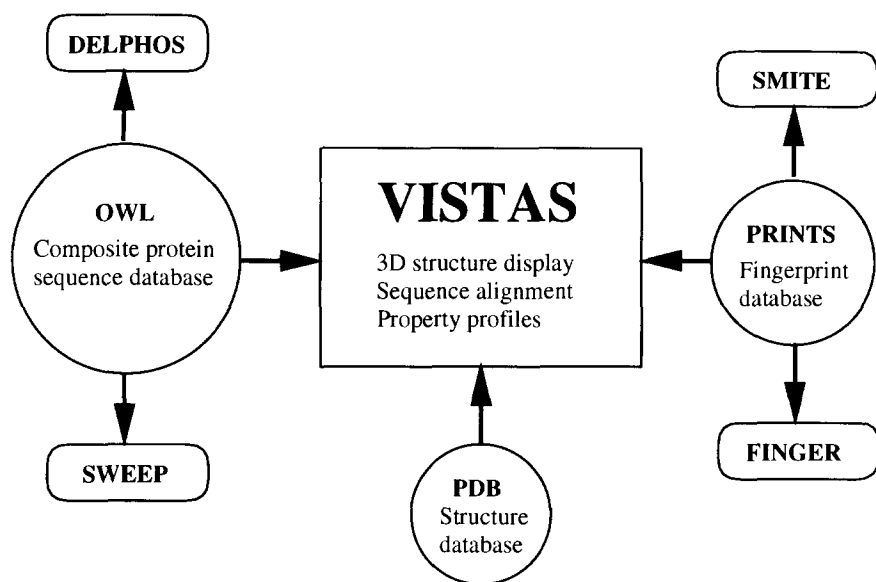 DELPHOS
SMITE
OWL
Composite protein
sequence database
VISTAS
3D structure display
Sequence alignment
Property profiles
PRINTS
Fingerprint
database
SWEEP
PDB
Structure
database
FINGER